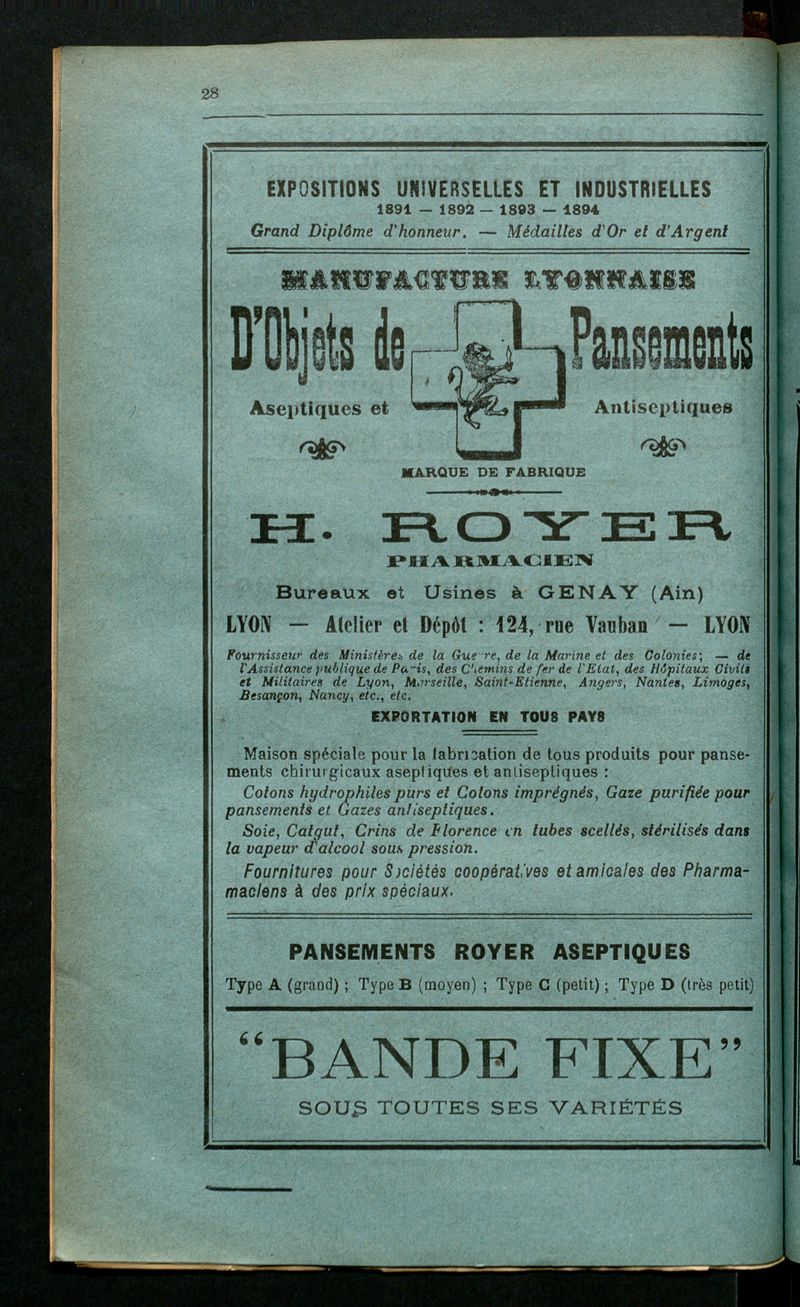 28
EXPOSITIONS UNIVERSELLES ET INDUSTRIELLES
1891 — 1892 — 1893 — 1894
Grand Diplôme d'honneur. — Médailles d'Or et d'Argent
MANUFACTURE LYONNAISE
D'Objets de Pansements
Aseptiques et Antiseptiques
MARQUE DE FABRIQUE
H. ROYER
PHARMACIEN
Bureaux et Usines à GENAY (Ain)
LYON — Atelier et Dépôt : 124, rue Vauban — LYON
Fournisseur des Ministères de la Guerre, de la Marine et des Colonies; — de
l'Assistance publique de Paris, des Chemins de fer de l'Etat, des Hôpitaux Civils
et Militaires de Lyon, Marseille, Saint-Etienne, Angers, Nantes, Limoges,
Besançon, Nancy, etc., etc.
EXPORTATION EN TOUS PAYS
Maison spéciale pour la fabrication de tous produits pour panse-
ments chirurgicaux aseptiques et antiseptiques :
Cotons hydrophiles purs et Cotons imprégnés, Gaze purifiée pour
pansements et Gazes antiseptiques.
Soie, Catgut, Crins de Florence en tubes scellés, stérilisés dans
la vapeur d'alcool sous pression.
Fournitures pour Sociétés coopératives et amicales des Pharma-
maciens à des prix spéciaux.
PANSEMENTS ROYER ASEPTIQUES
Type A (grand) ; Type B (moyen) ; Type C (petit) ; Type D (très petit)
“BANDE FIXE”
SOUS TOUTES SES VARIÉTÉS